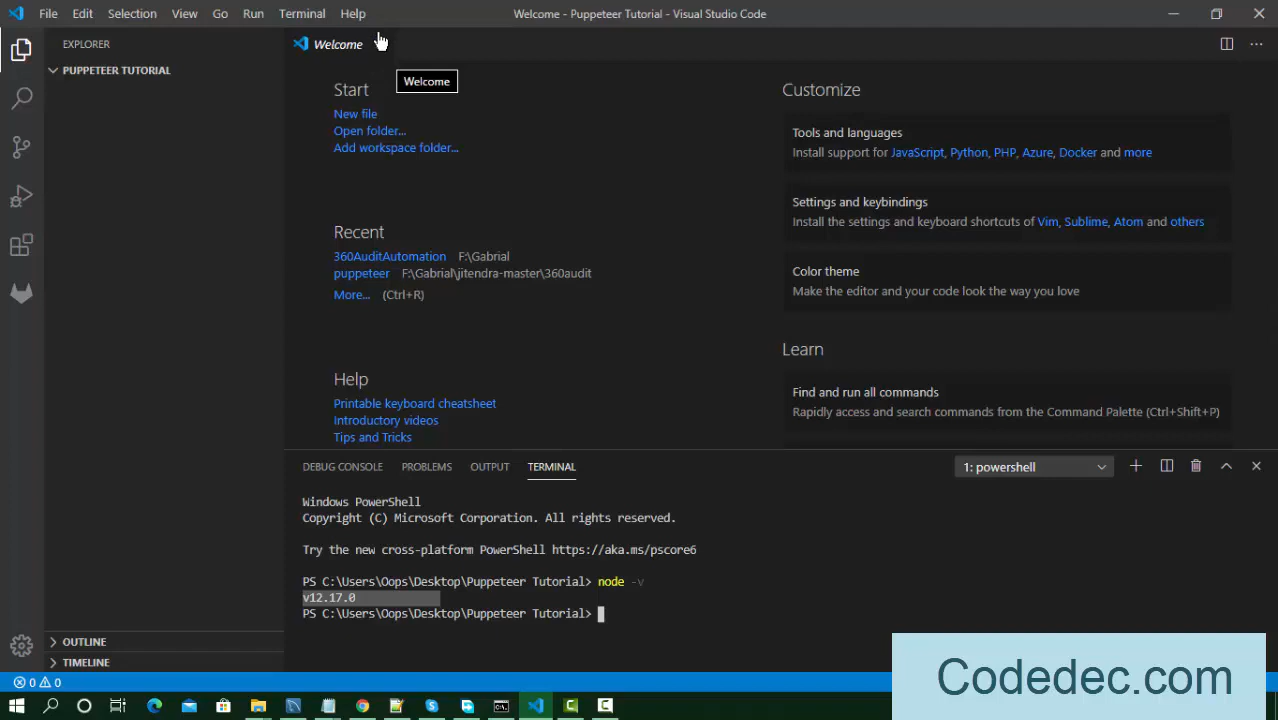 File Edit Selection View Go Run Terminal Help
Welcome - Puppeteer Tutorial - Visual Studio Code
EXPLORER
PUPPETEER TUTORIAL
Welcome
Welcome
Start
New file
Open folder...
Add workspace folder...
Recent
360AuditAutomation F:\Gabrial
puppeteer F:\Gabrial\jitendra-master\360audit
More... (Ctrl+R)
Help
Printable keyboard cheatsheet
Introductory videos
Tips and Tricks
Customize
Tools and languages
Install support for JavaScript, Python, PHP, Azure, Docker and more
Settings and keybindings
Install the settings and keyboard shortcuts of Vim, Sublime, Atom and others
Color theme
Make the editor and your code look the way you love
Learn
Find and run all commands
Rapidly access and search commands from the Command Palette (Ctrl+Shift+P)
DEBUG CONSOLE PROBLEMS OUTPUT TERMINAL
1: powershell
Windows PowerShell
Copyright (C) Microsoft Corporation. All rights reserved.
Try the new cross-platform PowerShell https://aka.ms/pscore6
PS C:\Users\Oops\Desktop\Puppeteer Tutorial> node -v
v12.17.0
PS C:\Users\Oops\Desktop\Puppeteer Tutorial>
OUTLINE
TIMELINE
0 0
Codedec.com